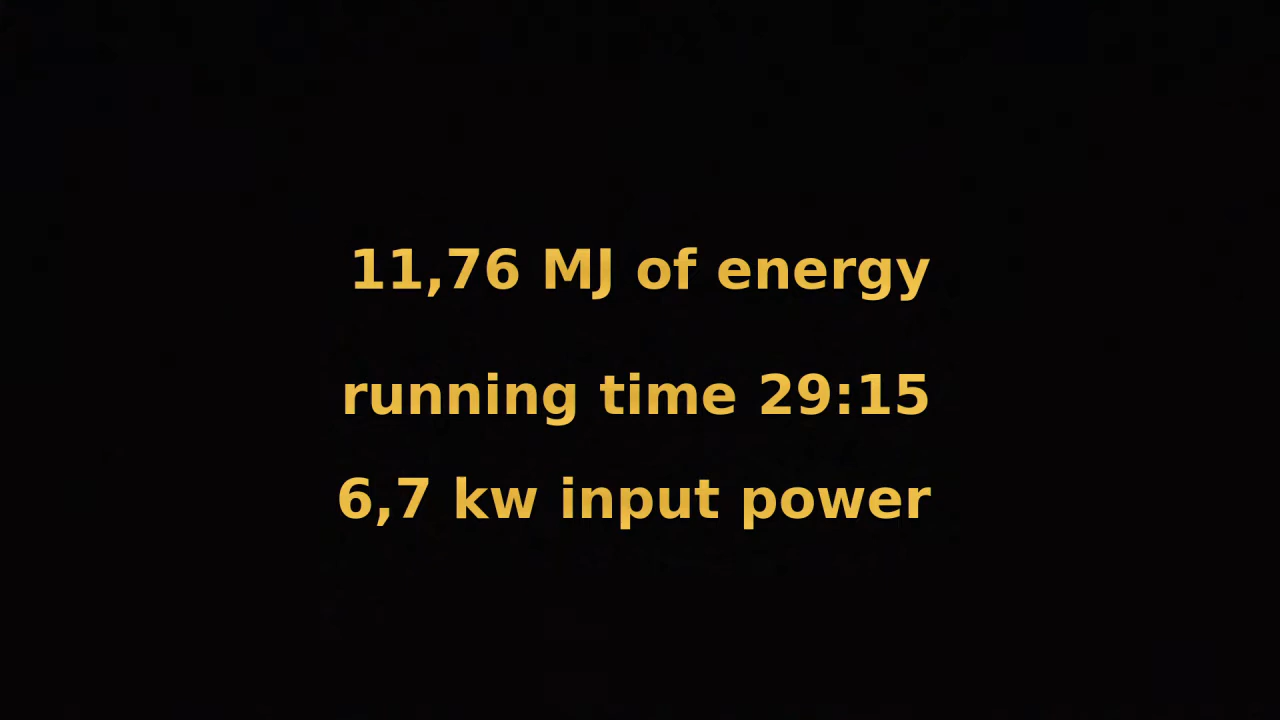 11,76 MJ of energy
running time 29:15
6,7 kw input power